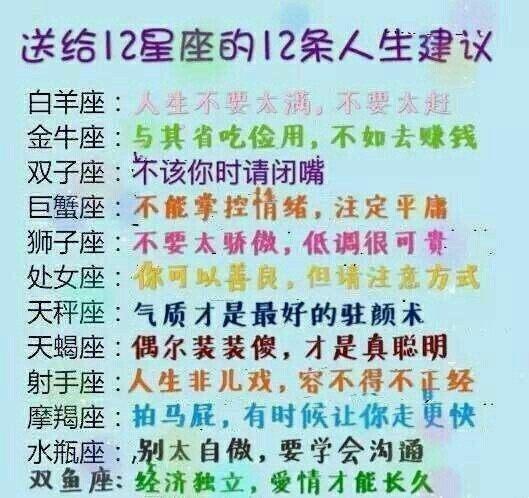 送给12星座的12条人生建议
白羊座：人生不要太满，不要太赶
金牛座：与其省吃俭用，不如去赚钱
双子座：不该你时请闭嘴
巨蟹座：不能掌控情绪，注定平庸
狮子座：不要太骄傲，低调很可贵
处女座：你可以善良，但请注意方式
天秤座：气质才是最好的驻颜术
天蝎座：偶尔装装傻，才是真聪明
射手座：人生非儿戏，容不得不正经
摩羯座：拍马屁，有时候让你走更快
水瓶座：别太自傲，要学会沟通
双鱼座：经济独立，爱情才能长久